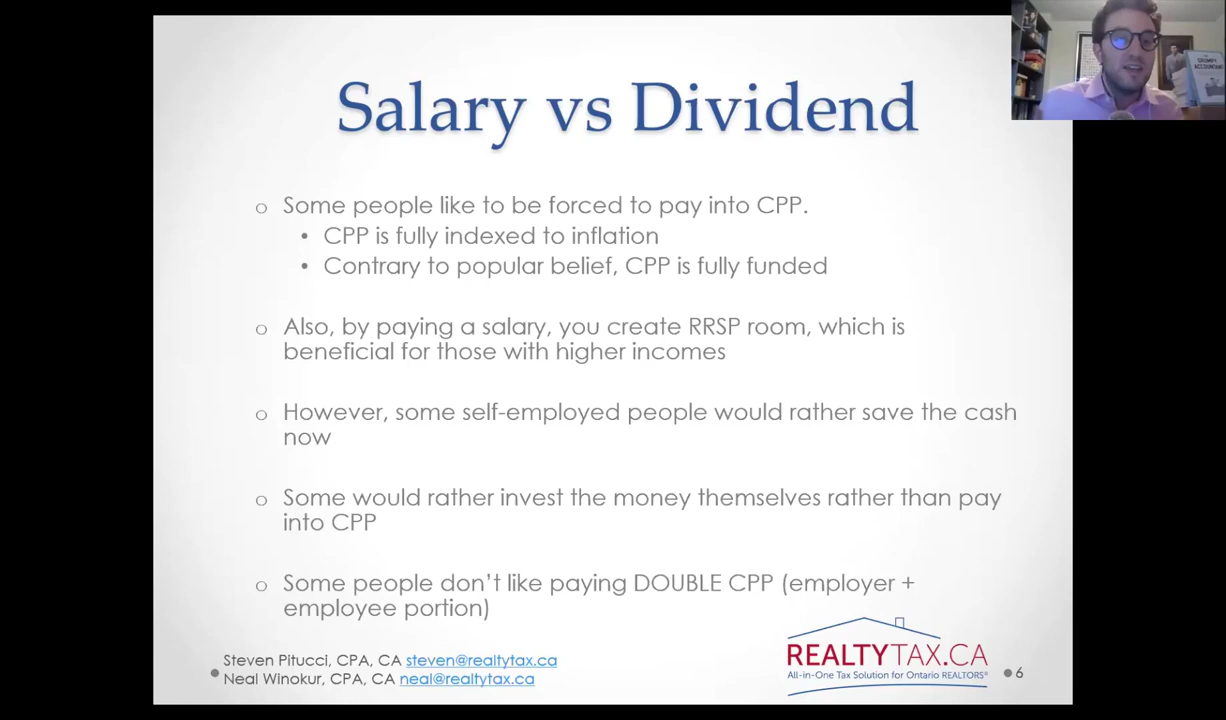 Salary vs Dividend
o Some people like to be forced to pay into CPP.
• CPP is fully indexed to inflation
• Contrary to popular belief, CPP is fully funded
o Also, by paying a salary, you create RRSP room, which is
beneficial for those with higher incomes
o However, some self-employed people would rather save the cash
now
o Some would rather invest the money themselves rather than pay
into CPP
o Some people don’t like paying DOUBLE CPP (employer +
employee portion)
• Steven Pitucci, CPA, CA steven@realtytax.ca
Neal Winokur, CPA, CA neal@realtytax.ca
REALTYTAX.CA
All-in-One Tax Solution for Ontario REALTORS®
• 6
GRUMPY
ACCOUNTANT